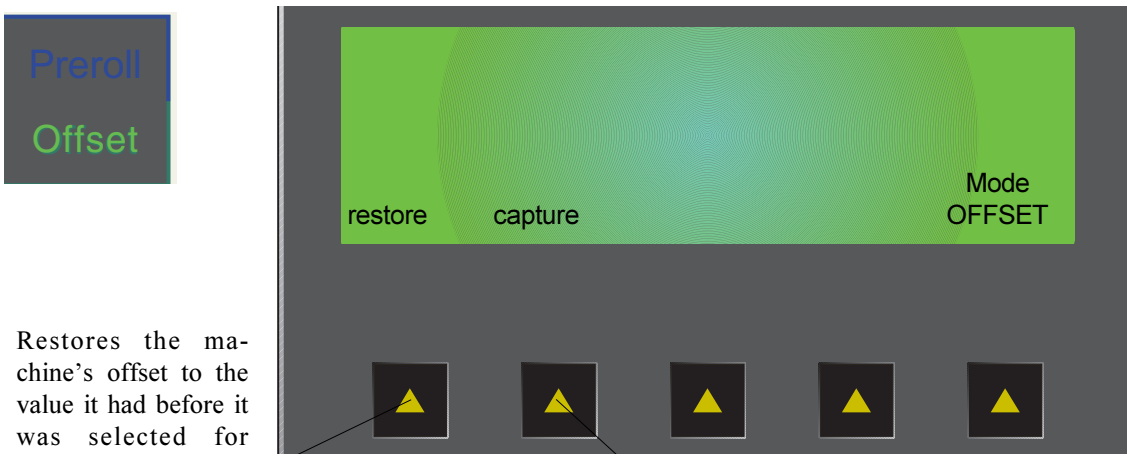 Preroll
Offset
Mode
restore capture OFFSET
Restores the ma-
chine's offset to the
value it had before it
was selected for